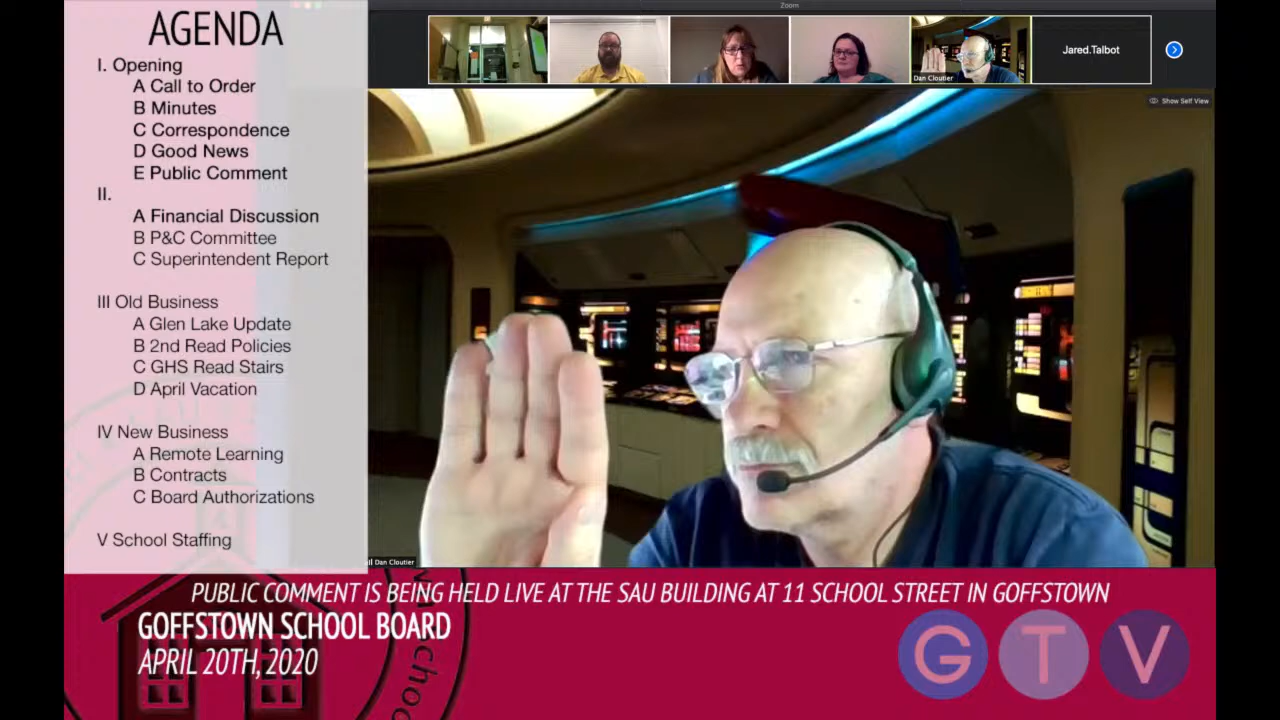 AGENDA
I. Opening
A Call to Order
B Minutes
C Correspondence
D Good News
E Public Comment
II.
A Financial Discussion
B P&C Committee
C Superintendent Report
III Old Business
A Glen Lake Update
B 2nd Read Policies
C GHS Read Stairs
D April Vacation
IV New Business
A Remote Learning
B Contracts
C Board Authorizations
V School Staffing
Zoom
Dan Cloutier
Jared.Talbot
Show Self View
Dan Cloutier
PUBLIC COMMENT IS BEING HELD LIVE AT THE SAU BUILDING AT 11 SCHOOL STREET IN GOFFSTOWN
GOFFSTOWN SCHOOL BOARD
APRIL 20TH, 2020
G T V